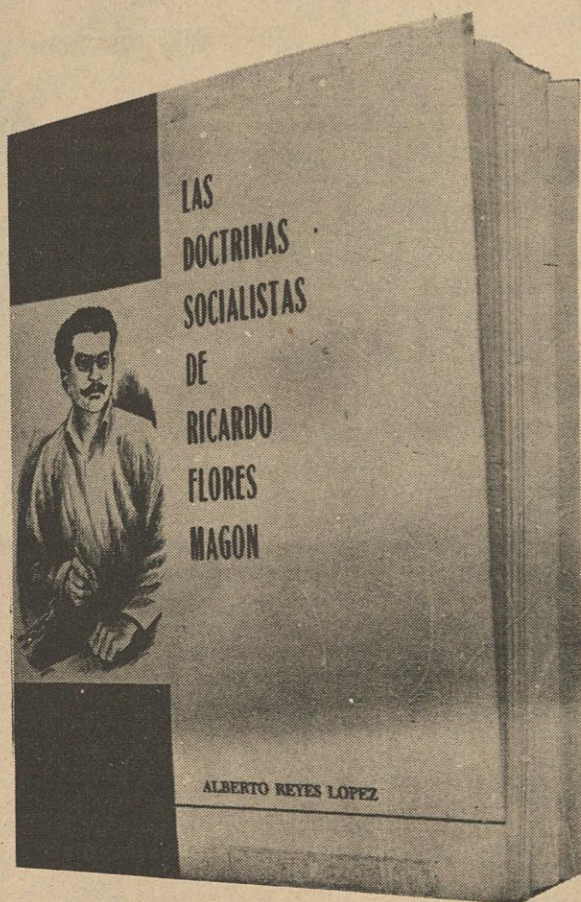 LAS
DOCTRINAS
SOCIALISTAS
DE
RICARDO
FLORES
MAGON
ALBERTO REYES LOPEZ